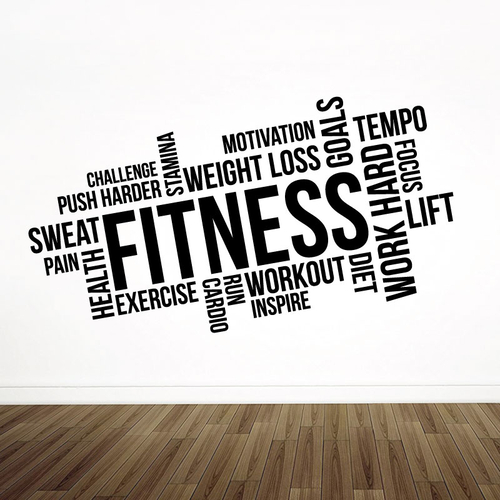 GOALS
TEMPO
MOTIVATION
STAMINA
FOCUS
CHALLENGE
WEIGHT LOSS
PUSH HARDER
WORK HARD
FITNESS
LIFT
SWEAT
PAIN
HEALTH
EXERCISE
CARDIO
RUN
WORKOUT
DIET
INSPIRE